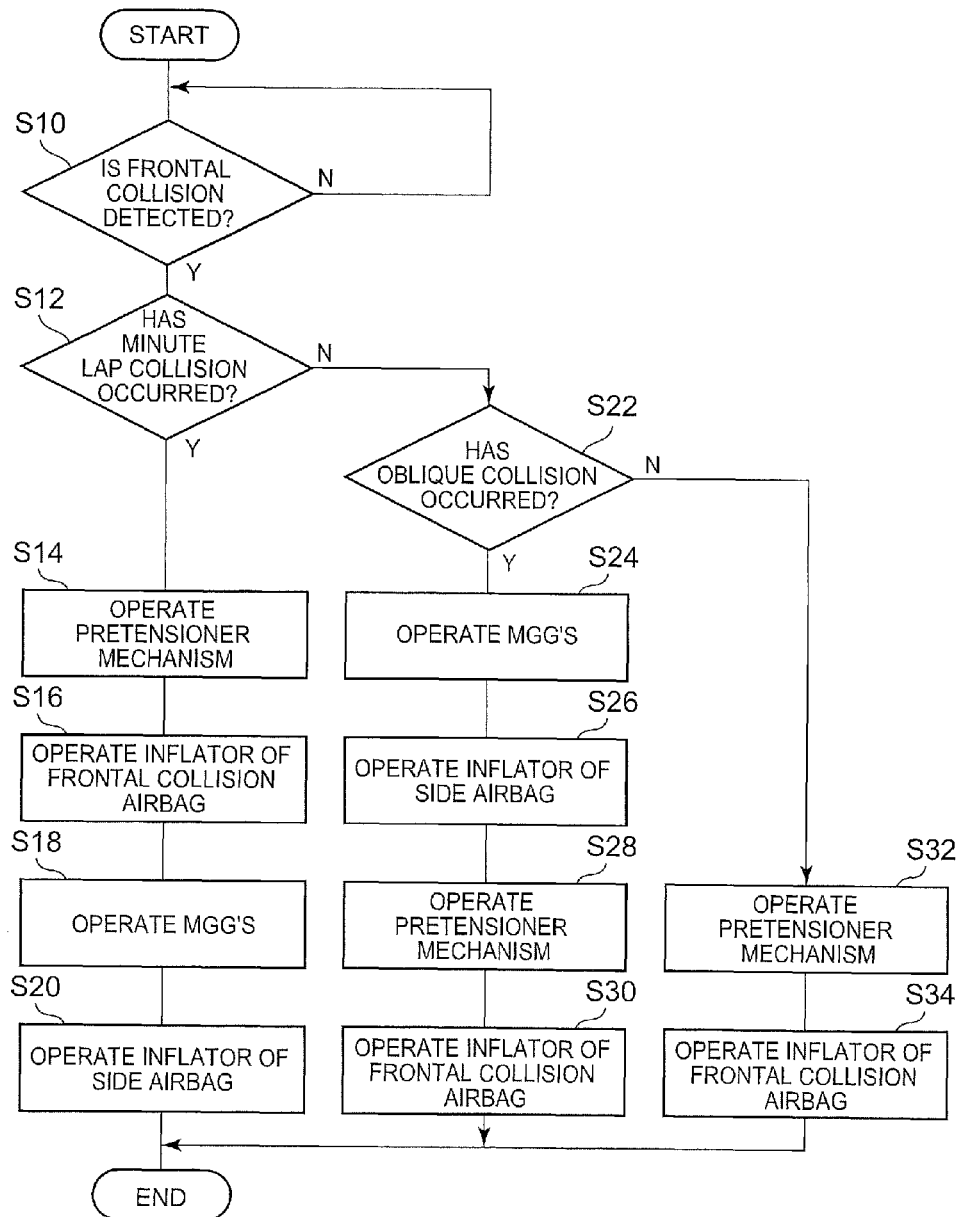 START
S10
IS FRONTAL
COLLISION
DETECTED?
N
Y
S12
HAS
MINUTE
LAP COLLISION
OCCURRED?
N
Y
S22
HAS
OBLIQUE COLLISION
OCCURRED?
N
Y
S14
OPERATE
PRETENSIONER
MECHANISM
S16
OPERATE INFLATOR OF
FRONTAL COLLISION
AIRBAG
S18
OPERATE MGG'S
S20
OPERATE INFLATOR OF
SIDE AIRBAG
S24
OPERATE MGG'S
S26
OPERATE INFLATOR OF
SIDE AIRBAG
S28
OPERATE
PRETENSIONER
MECHANISM
S30
OPERATE INFLATOR OF
FRONTAL COLLISION
AIRBAG
S32
OPERATE
PRETENSIONER
MECHANISM
S34
OPERATE INFLATOR OF
FRONTAL COLLISION
AIRBAG
END